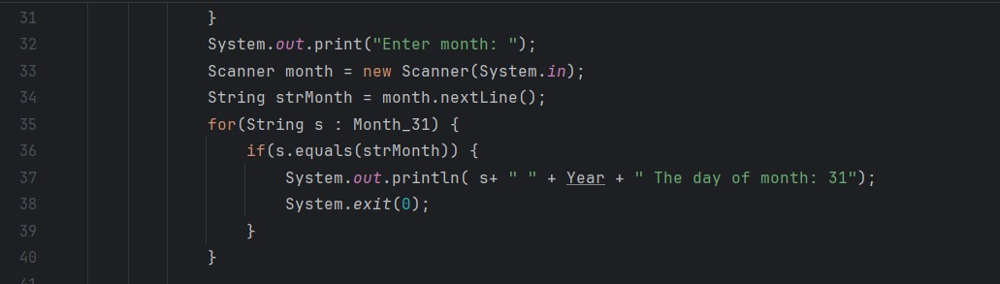 31 }
32 System.out.print("Enter month: ");
33 Scanner month = new Scanner(System.in);
34 String strMonth = month.nextLine();
35 for(String s : Month_31) {
36 if(s.equals(strMonth)) {
37 System.out.println( s+ " " + Year + " The day of month: 31");
38 System.exit(0);
39 }
40 }
41